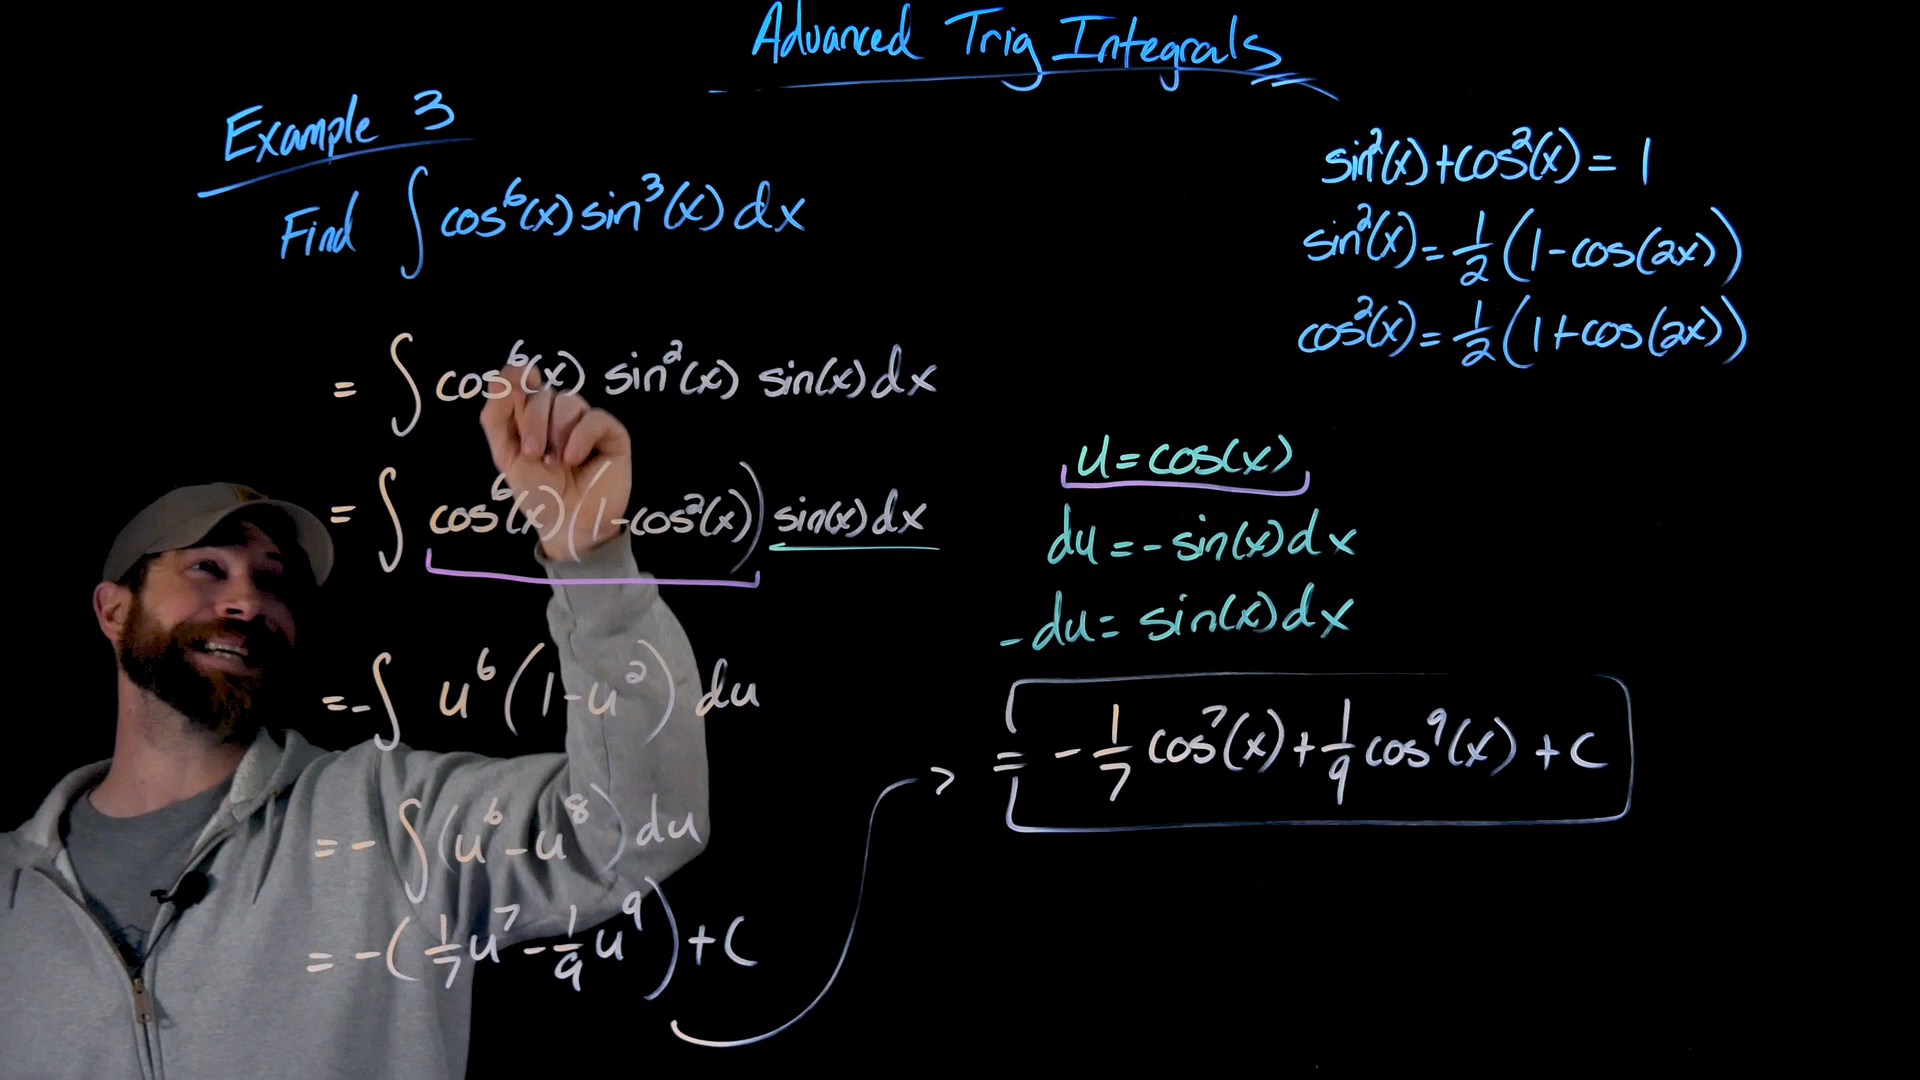 Advanced Trig Integrals
Example 3
Find ∫ cos⁶(x) sin³(x) dx
sin²(x) + cos²(x) = 1
sin²(x) = 1/2 (1 - cos(2x))
cos²(x) = 1/2 (1 + cos(2x))
= ∫ cos⁶(x) sin²(x) sin(x) dx
= ∫ cos⁶(x) (1 - cos²(x)) sin(x) dx
= - ∫ u⁶ (1 - u²) du
= - ∫ (u⁶ - u⁸) du
= - (1/7 u⁷ - 1/9 u⁹) + C
u = cos(x)
du = - sin(x) dx
- du = sin(x) dx
= - 1/7 cos⁷(x) + 1/9 cos⁹(x) + C